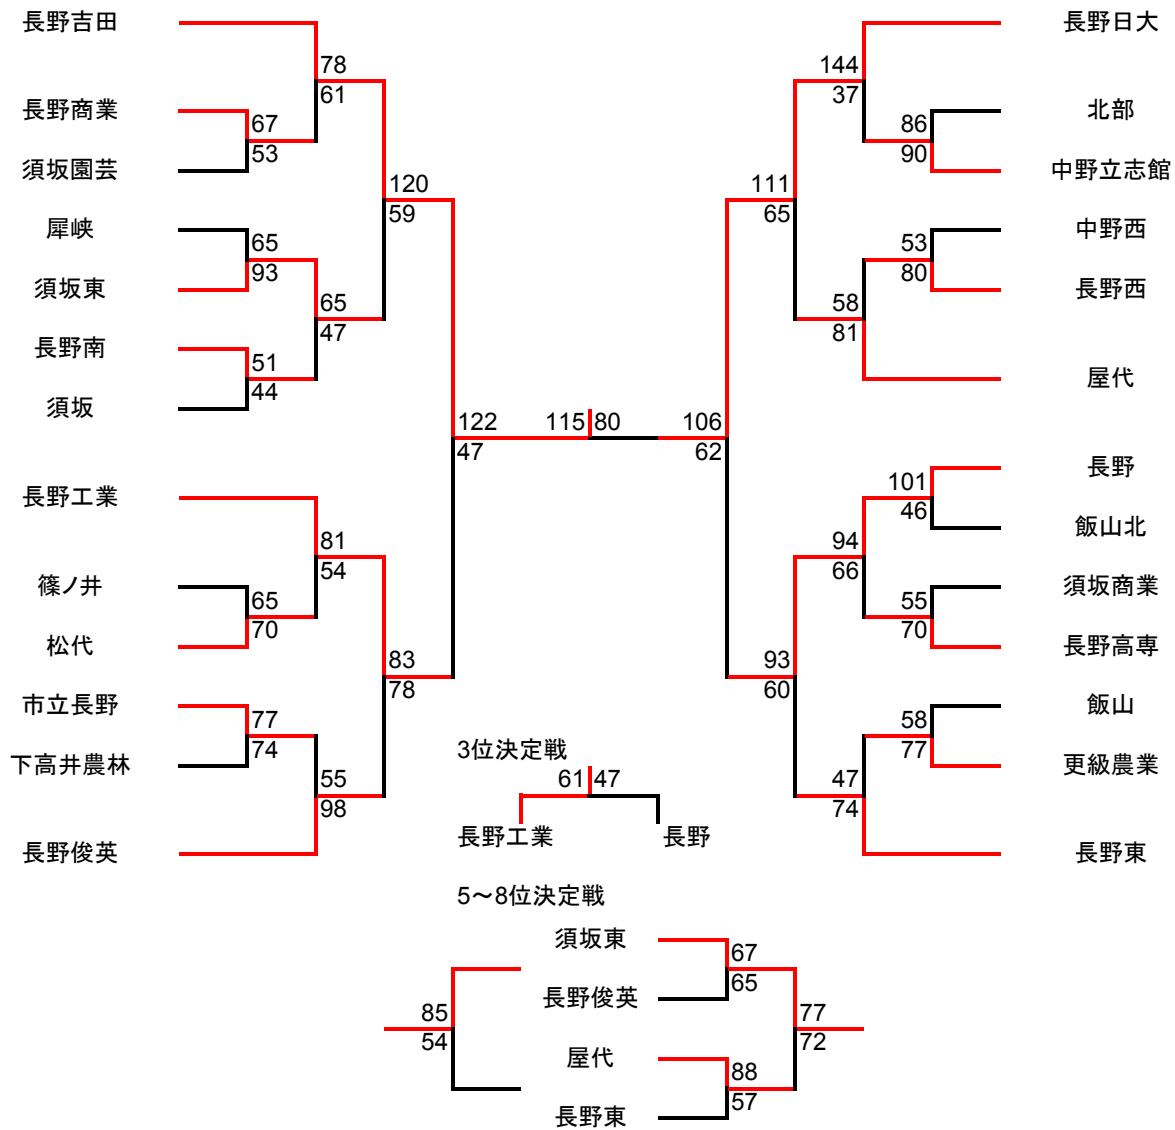 長野吉田
長野商業
須坂園芸
犀峡
須坂東
長野南
須坂
長野工業
篠ノ井
松代
市立長野
下高井農林
長野俊英
78
61
67
53
65
93
65
47
51
44
120
59
81
54
65
70
77
74
55
98
83
78
122
47
115 80
106
62
長野日大
北部
中野立志館
中野西
長野西
屋代
長野
飯山北
須坂商業
長野高専
飯山
更級農業
長野東
144
37
86
90
111
65
53
80
58
81
101
46
94
66
55
70
93
60
58
77
47
74
3位決定戦
61 47
長野工業 長野
5～8位決定戦
須坂東
長野俊英
屋代
長野東
67
65
88
57
77
72
85
54